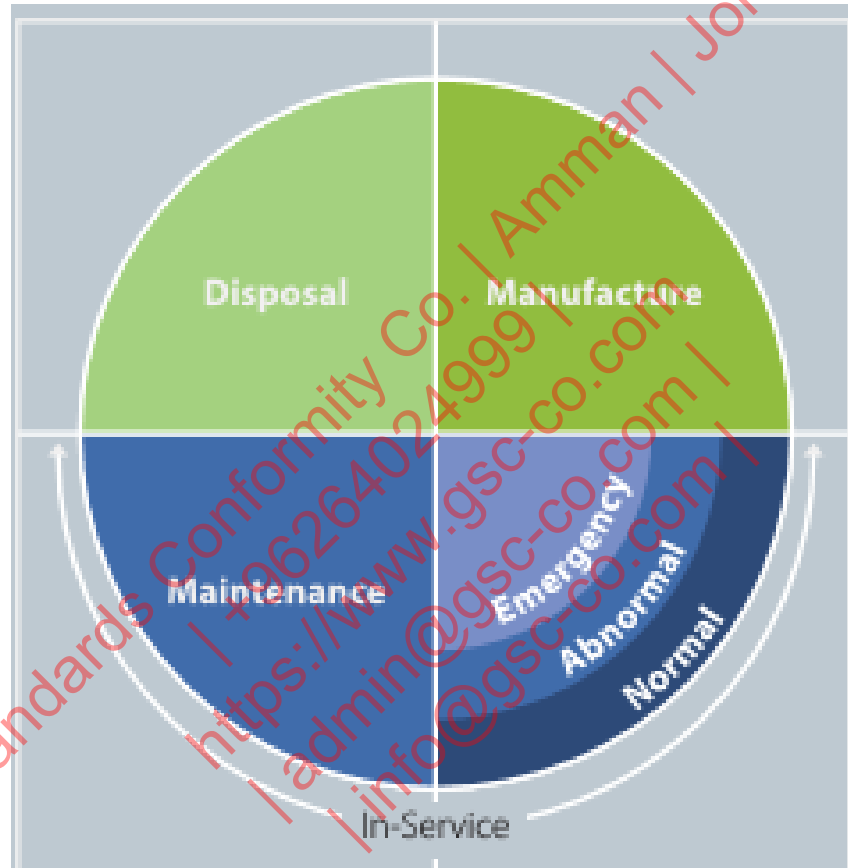 Disposal
Manufacture
Maintenance
Emergency
Abnormal
Normal
In-Service
Standards Conformity Co. | Amman | Jor
| +96264024999 |
https://www.gsc-co.com
| admin@gsc-co.com |
| info@gsc-co.com |